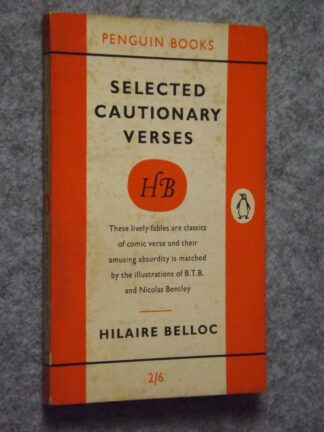 PENGUIN BOOKS
SELECTED
CAUTIONARY
VERSES
HB
These lively fables are classics
of comic verse and their
amusing absurdity is matched
by the illustrations of B.T.B.
and Nicolas Bentley
HILAIRE BELLOC
2/6